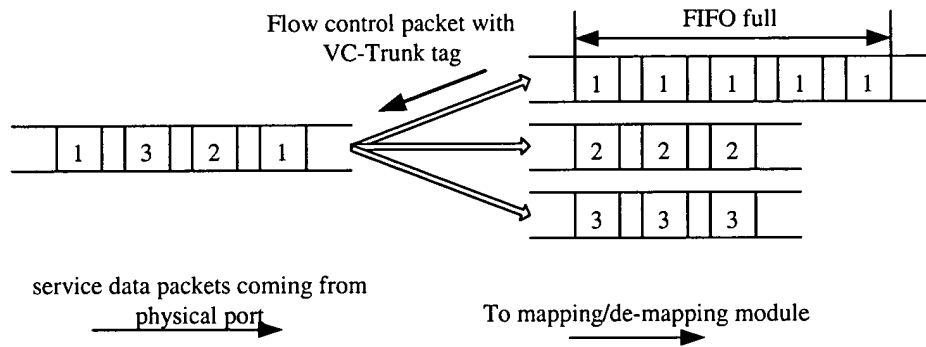 Flow control packet with
VC-Trunk tag
FIFO full
1 1 1 1 1
1 3 2 1
2 2 2
3 3 3
service data packets coming from
physical port
To mapping/de-mapping module